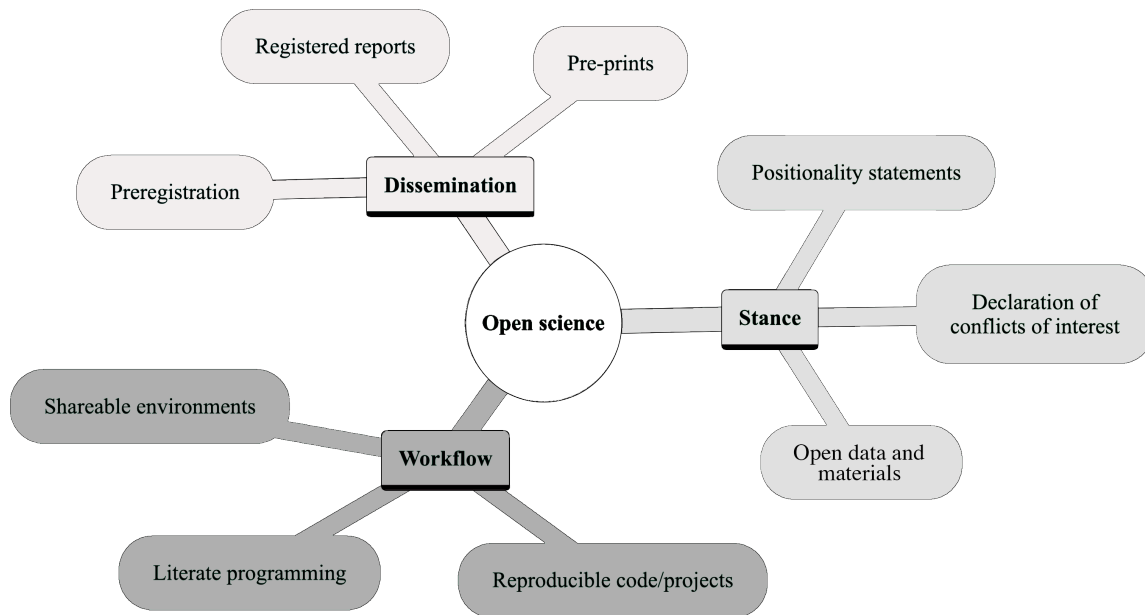 Registered reports
Pre-prints
Preregistration
Dissemination
Positionality statements
Open science
Stance
Declaration of
conflicts of interest
Shareable environments
Workflow
Open data and
materials
Literate programming
Reproducible code/projects